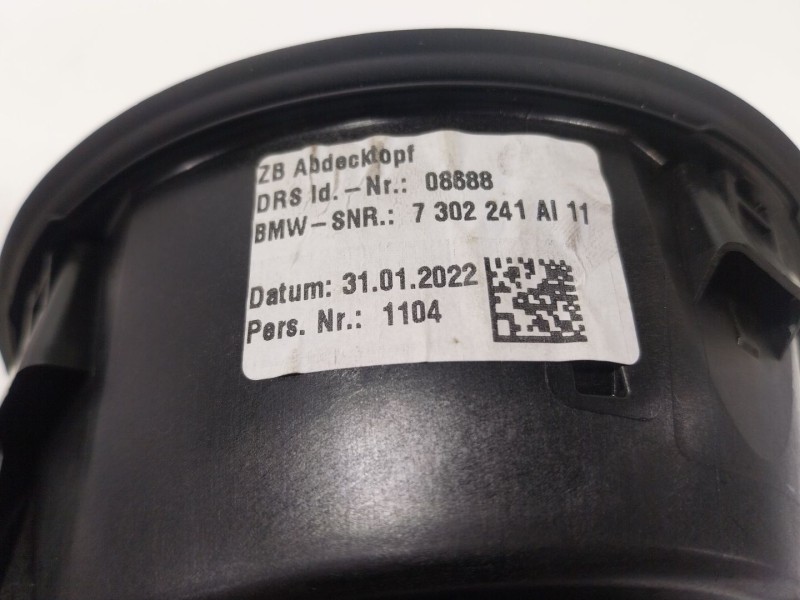 ZB Abdecktopf
DRS Id.-Nr.: 08688
BMW-SNR.: 7 302 241 AI 11
Datum: 31.01.2022
Pers. Nr.: 1104